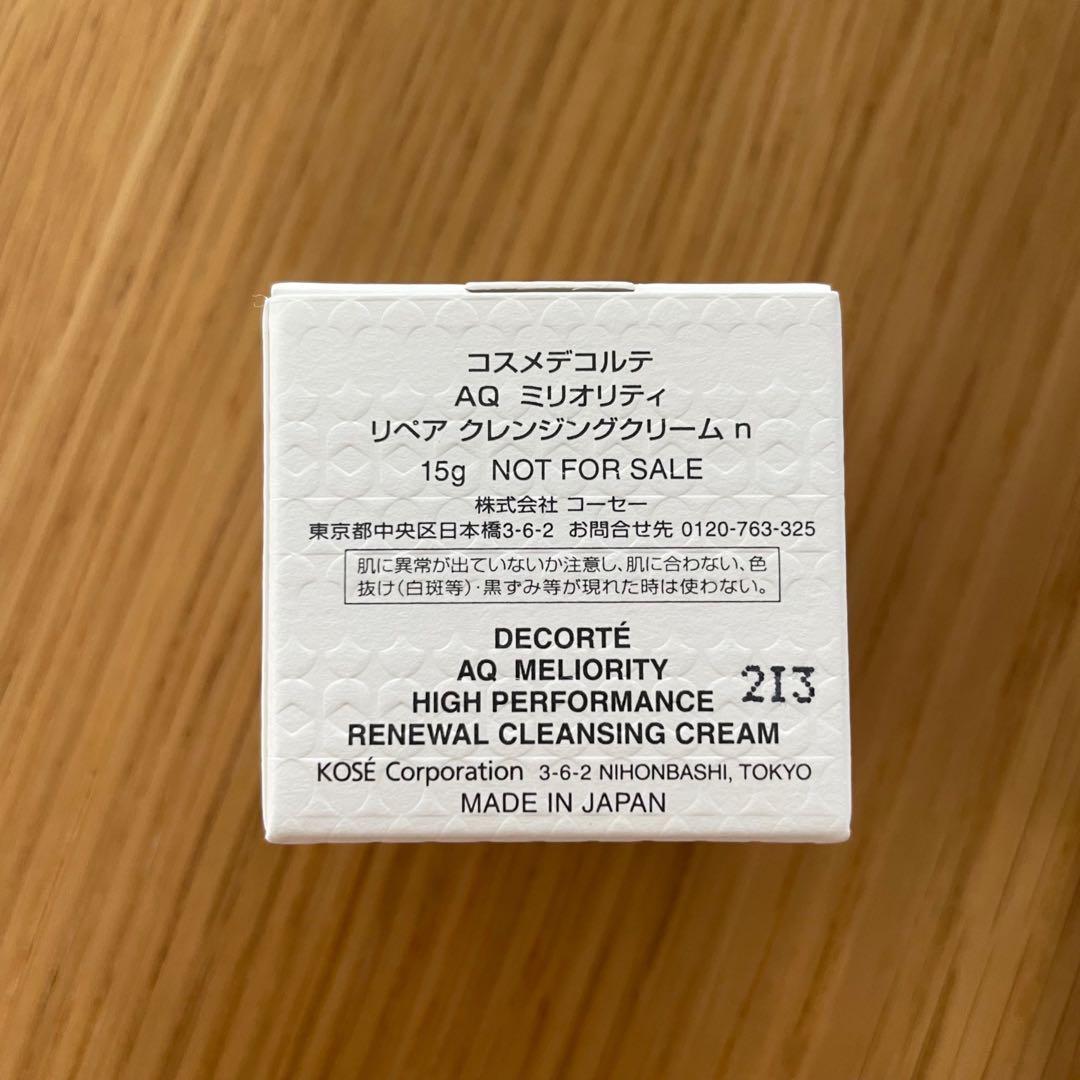 コスメデコルテ
AQ ミリオリティ
リペア クレンジングクリーム n
15g NOT FOR SALE
株式会社 コーセー
東京都中央区日本橋3-6-2 お問合せ先 0120-763-325
肌に異常が出ていないか注意し、肌に合わない、色
抜け(白斑等)・黒ずみ等が現れた時は使わない。
DECORTÉ
AQ MELIORITY
HIGH PERFORMANCE
RENEWAL CLEANSING CREAM
213
KOSÉ Corporation 3-6-2 NIHONBASHI, TOKYO
MADE IN JAPAN